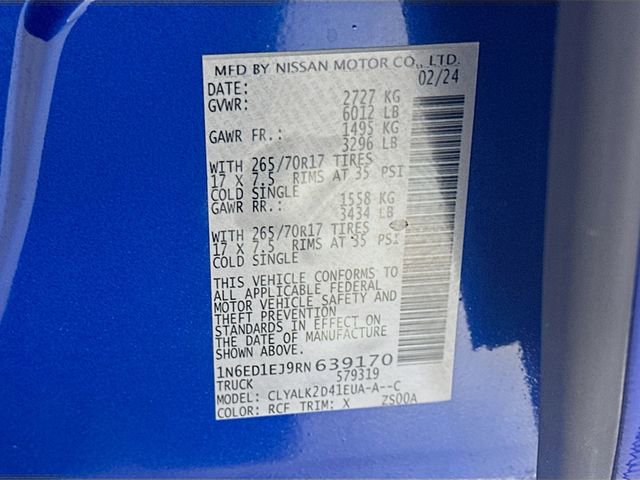 MFD BY NISSAN MOTOR CO., LTD.
DATE: 02/24
GVWR: 2727 KG
6012 LB
GAWR FR.: 1495 KG
3296 LB
WITH 265/70R17 TIRES
17 X 7.5 RIMS AT 35 PSI
COLD SINGLE
GAWR RR.: 1558 KG
3434 LB
WITH 265/70R17 TIRES
17 X 7.5 RIMS AT 35 PSI
COLD SINGLE
THIS VEHICLE CONFORMS TO
ALL APPLICABLE FEDERAL
MOTOR VEHICLE SAFETY AND
THEFT PREVENTION
STANDARDS IN EFFECT ON
THE DATE OF MANUFACTURE
SHOWN ABOVE.
1N6ED1EJ9RN639170
TRUCK 579319
MODEL: CLYALK2D41EUA-A--C
COLOR: RCF TRIM: X ZS00A